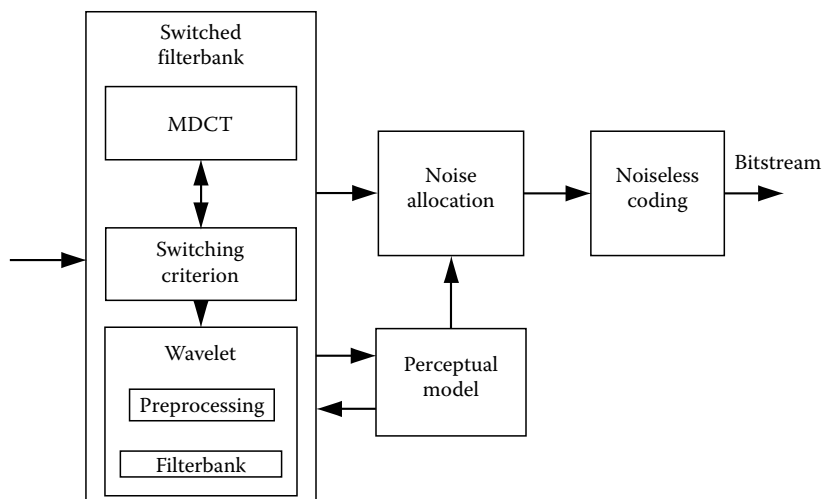 Switched
filterbank
MDCT
Switching
criterion
Wavelet
Preprocessing
Filterbank
Noise
allocation
Perceptual
model
Noiseless
coding
Bitstream